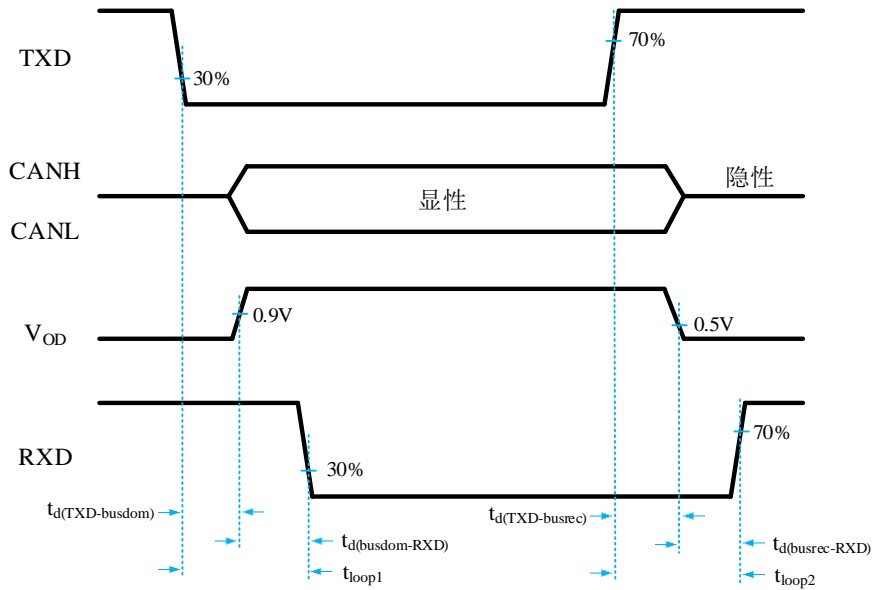 TXD
30%
70%
CANH
CANL
显性
隐性
VOD
0.9V
0.5V
RXD
30%
70%
td(TXD-busdom)
td(busdom-RXD)
tloop1
td(TXD-busrec)
td(busrec-RXD)
tloop2